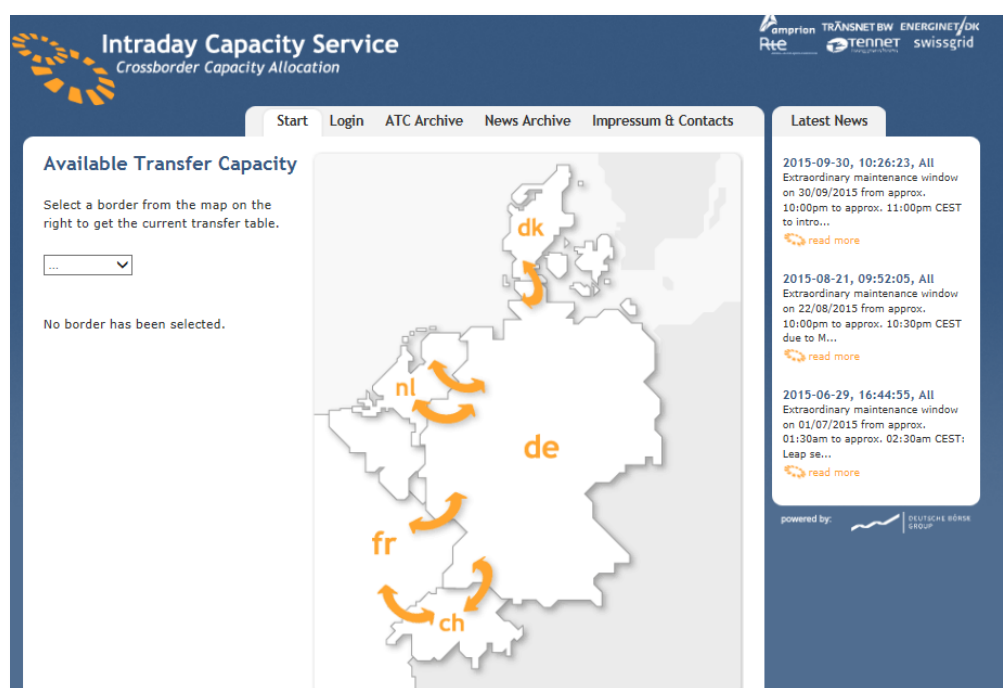 Intraday Capacity Service
Crossborder Capacity Allocation
amprion TRANSNET BW ENERGINET/DK
Rte TENNET swissgrid
Start Login ATC Archive News Archive Impressum & Contacts
Latest News
Available Transfer Capacity
Select a border from the map on the
right to get the current transfer table.
...
No border has been selected.
dk
nl
de
fr
ch
2015-09-30, 10:26:23, All
Extraordinary maintenance window
on 30/09/2015 from approx.
10:00pm to approx. 11:00pm CEST
to intro...
read more
2015-08-21, 09:52:05, All
Extraordinary maintenance window
on 22/08/2015 from approx.
10:00pm to approx. 10:30pm CEST
due to M...
read more
2015-06-29, 16:44:55, All
Extraordinary maintenance window
on 01/07/2015 from approx.
01:30am to approx. 02:30am CEST:
Leap se...
read more
powered by:
DEUTSCHE BÖRSE
GROUP